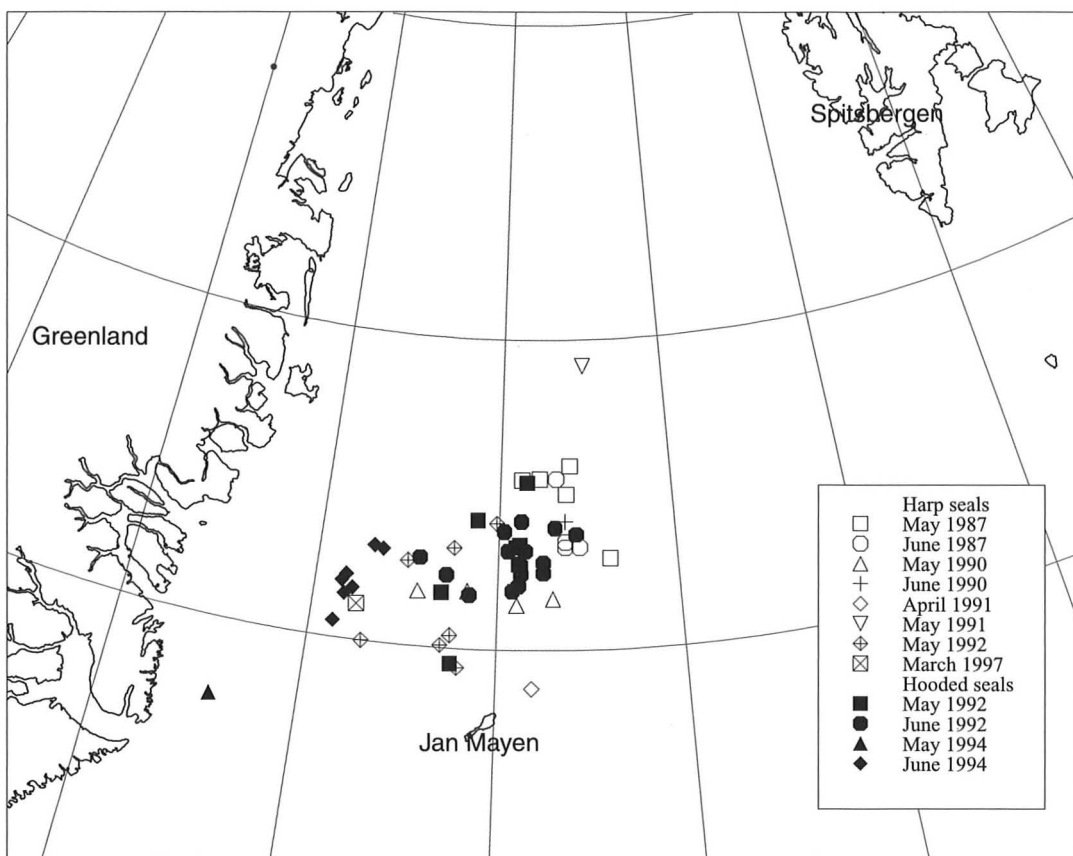 Spitsbergen
Greenland
Jan Mayen
Harp seals
May 1987
June 1987
May 1990
June 1990
April 1991
May 1991
May 1992
March 1997
Hooded seals
May 1992
June 1992
May 1994
June 1994